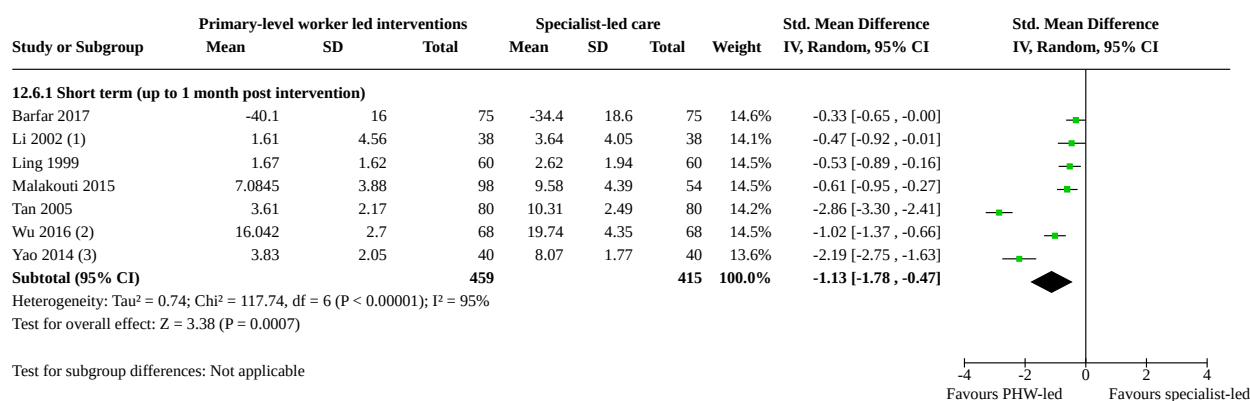 Primary-level worker led interventions Specialist-led care Std. Mean Difference Std. Mean Difference
Study or Subgroup Mean SD Total Mean SD Total Weight IV, Random, 95% CI IV, Random, 95% CI
12.6.1 Short term (up to 1 month post intervention)
Barfar 2017 -40.1 16 75 -34.4 18.6 75 14.6% -0.33 [-0.65 , -0.00]
Li 2002 (1) 1.61 4.56 38 3.64 4.05 38 14.1% -0.47 [-0.92 , -0.01]
Ling 1999 1.67 1.62 60 2.62 1.94 60 14.5% -0.53 [-0.89 , -0.16]
Malakouti 2015 7.0845 3.88 98 9.58 4.39 54 14.5% -0.61 [-0.95 , -0.27]
Tan 2005 3.61 2.17 80 10.31 2.49 80 14.2% -2.86 [-3.30 , -2.41]
Wu 2016 (2) 16.042 2.7 68 19.74 4.35 68 14.5% -1.02 [-1.37 , -0.66]
Yao 2014 (3) 3.83 2.05 40 8.07 1.77 40 13.6% -2.19 [-2.75 , -1.63]
Subtotal (95% CI) 459 415 100.0% -1.13 [-1.78 , -0.47]
Heterogeneity: Tau² = 0.74; Chi² = 117.74, df = 6 (P < 0.00001); I² = 95%
Test for overall effect: Z = 3.38 (P = 0.0007)
Test for subgroup differences: Not applicable
-4 -2 0 2 4
Favours PHW-led Favours specialist-led